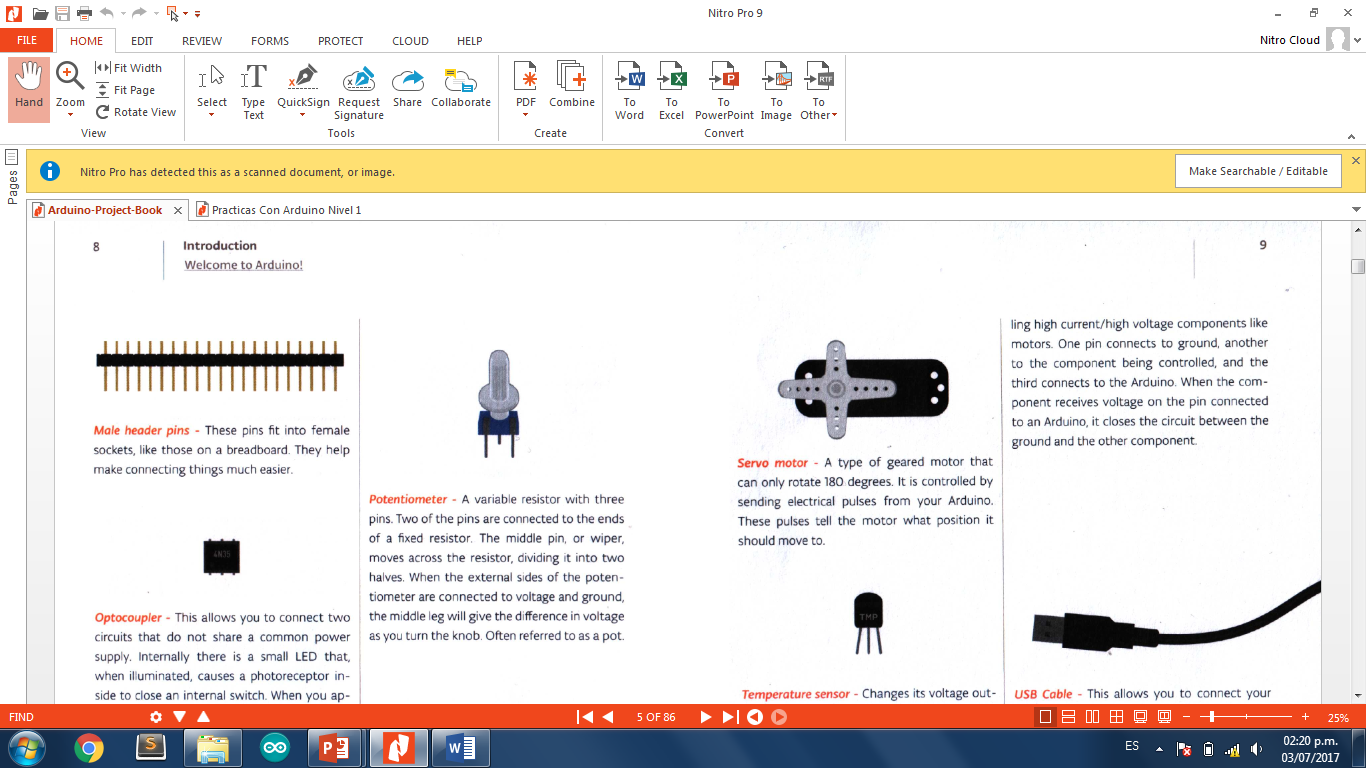 Nitro Pro 9
FILE
HOME
EDIT
REVIEW
FORMS
PROTECT
CLOUD
HELP
Nitro Cloud
Hand
Zoom
Fit Width
Fit Page
Rotate View
View
Select
Type
Text
QuickSign
Request
Signature
Share
Collaborate
Tools
PDF
Combine
Create
To
Word
To
Excel
To
PowerPoint
To
Image
To
Other
Convert
Pages
Nitro Pro has detected this as a scanned document, or image.
Make Searchable / Editable
Arduino-Project-Book
Practicas Con Arduino Nivel 1
8
Introduction
Welcome to Arduino!
Male header pins - These pins fit into female
sockets, like those on a breadboard. They help
make connecting things much easier.
4N35
Optocoupler - This allows you to connect two
circuits that do not share a common power
supply. Internally there is a small LED that,
when illuminated, causes a photoreceptor in-
side to close an internal switch. When you ap-
Potentiometer - A variable resistor with three
pins. Two of the pins are connected to the ends
of a fixed resistor. The middle pin, or wiper,
moves across the resistor, dividing it into two
halves. When the external sides of the poten-
tiometer are connected to voltage and ground,
the middle leg will give the difference in voltage
as you turn the knob. Often referred to as a pot.
9
Servo motor - A type of geared motor that
can only rotate 180 degrees. It is controlled by
sending electrical pulses from your Arduino.
These pulses tell the motor what position it
should move to.
TMP
Temperature sensor - Changes its voltage out-
ling high current/high voltage components like
motors. One pin connects to ground, another
to the component being controlled, and the
third connects to the Arduino. When the com-
ponent receives voltage on the pin connected
to an Arduino, it closes the circuit between the
ground and the other component.
USB Cable - This allows you to connect your
FIND
5 OF 86
25%
ES
02:20 p.m.
03/07/2017